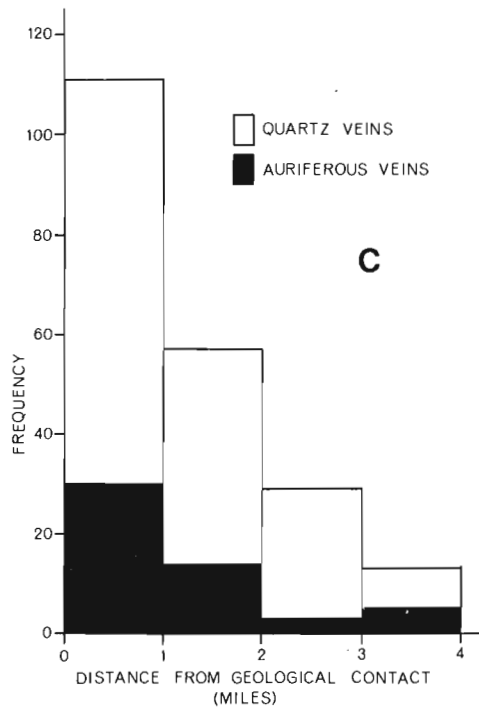 120
100
80
60
40
20
0
FREQUENCY
QUARTZ VEINS
AURIFEROUS VEINS
C
0 1 2 3 4
DISTANCE FROM GEOLOGICAL CONTACT
(MILES)